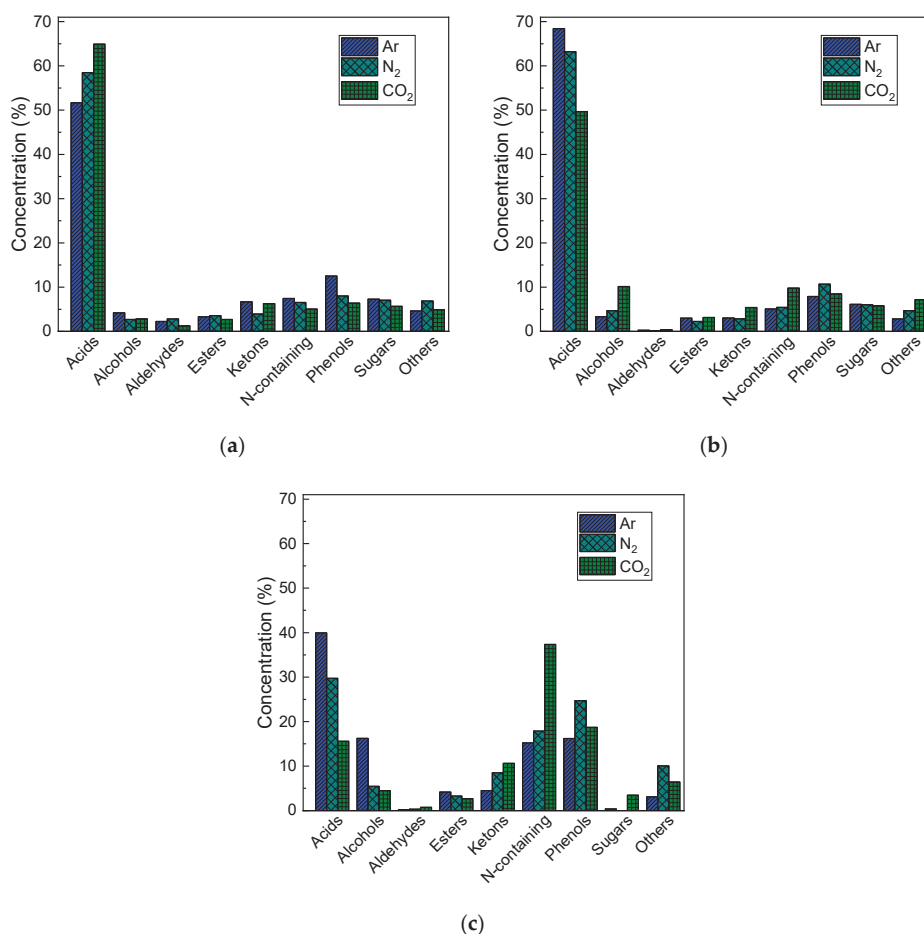 70
60
50
40
30
20
10
0
Concentration (%)
Ar
N₂
CO₂
Acids
Alcohols
Aldehydes
Esters
Ketons
N-containing
Phenols
Sugars
Others
(a)
70
60
50
40
30
20
10
0
Concentration (%)
Ar
N₂
CO₂
Acids
Alcohols
Aldehydes
Esters
Ketons
N-containing
Phenols
Sugars
Others
(b)
70
60
50
40
30
20
10
0
Concentration (%)
Ar
N₂
CO₂
Acids
Alcohols
Aldehydes
Esters
Ketons
N-containing
Phenols
Sugars
Others
(c)